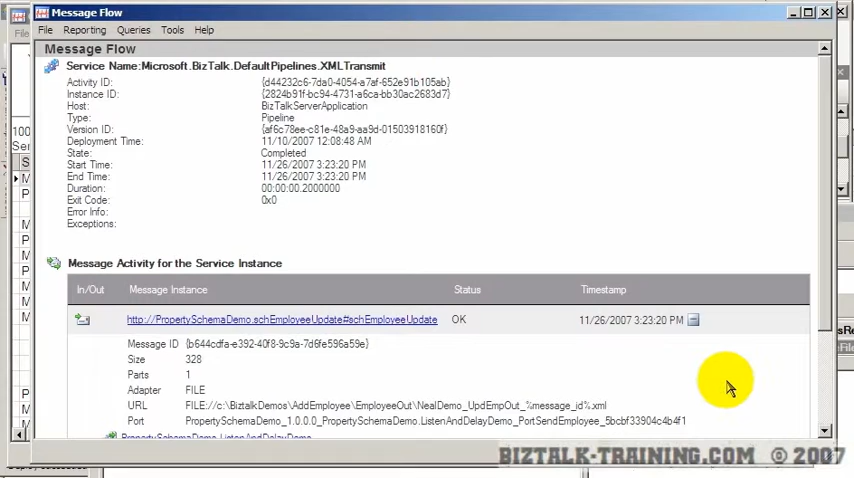 Message Flow
File Reporting Queries Tools Help
Message Flow
Service Name:Microsoft.BizTalk.DefaultPipelines.XMLTransmit
Activity ID: {d44232c6-7da0-4054-a7af-652e91b105ab}
Instance ID: {2824b91f-bc94-4731-a6ca-bb30ac2683d7}
Host: BizTalkServerApplication
Type: Pipeline
Version ID: {af6c78ee-c81e-48a9-aa9d-01503918160f}
Deployment Time: 11/10/2007 12:08:48 AM
State: Completed
Start Time: 11/26/2007 3:23:20 PM
End Time: 11/26/2007 3:23:20 PM
Duration: 00:00:00.2000000
Exit Code: 0x0
Error Info:
Exceptions:
Message Activity for the Service Instance
In/Out Message Instance Status Timestamp
http://PropertySchemaDemo.schEmployeeUpdate#schEmployeeUpdate OK 11/26/2007 3:23:20 PM
Message ID {b644cdfa-e392-40f8-9c9a-7d6fe596a59e}
Size 328
Parts 1
Adapter FILE
URL FILE://c:\BiztalkDemos\AddEmployee\EmployeeOut\NealDemo_UpdEmpOut_%message_id%.xml
Port PropertySchemaDemo_1.0.0.0_PropertySchemaDemo.ListenAndDelayDemo_PortSendEmployee_5bcbf33904c4b4f1
PropertySchemaDemo.ListenAndDelayDemo
BIZTALK-TRAINING.COM © 2007